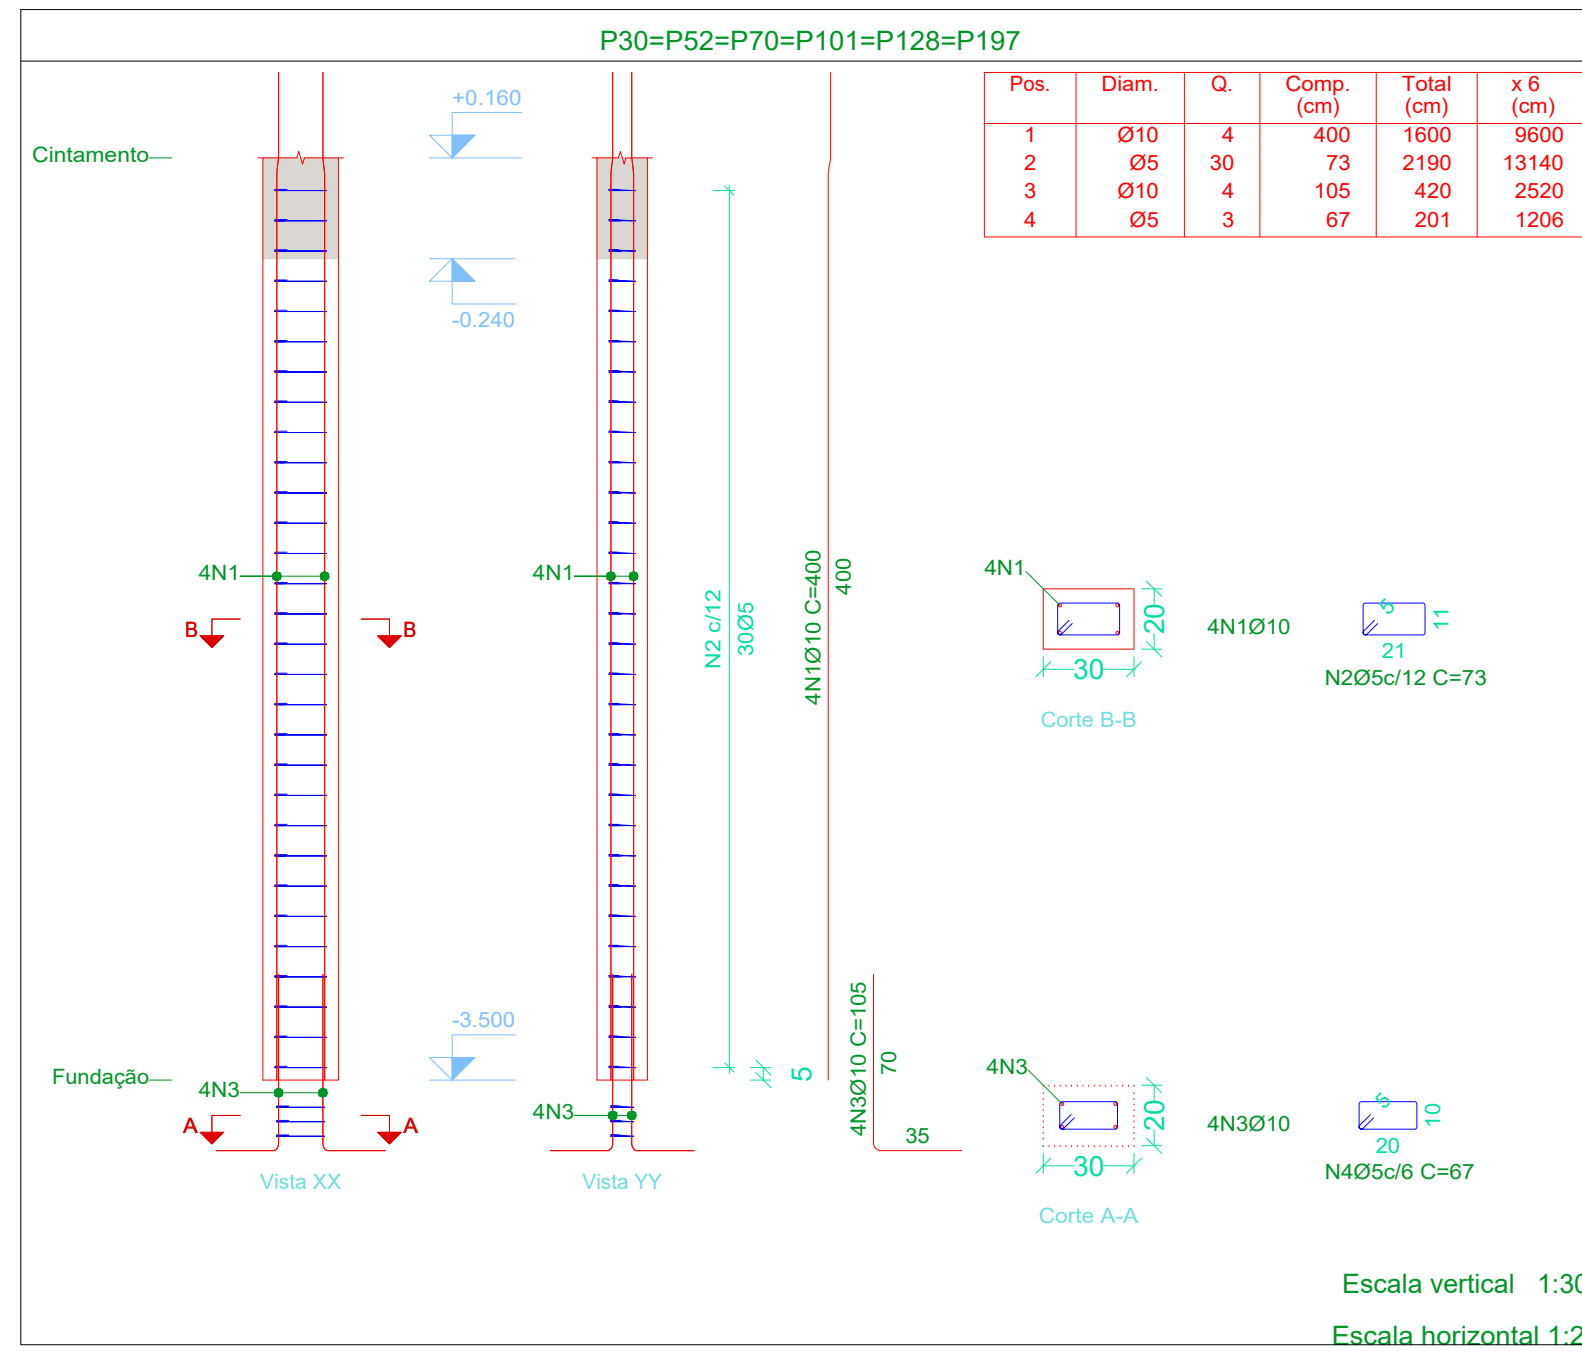 P30=P52=P70=P101=P128=P197
Pos. Diam. Q. Comp. (cm) Total (cm) x 6 (cm)
1 Ø10 4 400 1600 9600
2 Ø5 30 73 2190 13140
3 Ø10 4 105 420 2520
4 Ø5 3 67 201 1206
+0.160
Cintamento
-0.240
4N1
4N1
B B
N2 c/12
30Ø5
4N1Ø10 C=400
400
4N1
20
30
Corte B-B
4N1Ø10
5
11
21
N2Ø5c/12 C=73
-3.500
Fundação
4N3
4N3
A A
5
4N3Ø10 C=105
70
35
Vista XX
Vista YY
4N3
20
30
Corte A-A
4N3Ø10
5
10
20
N4Ø5c/6 C=67
Escala vertical 1:30
Escala horizontal 1:2